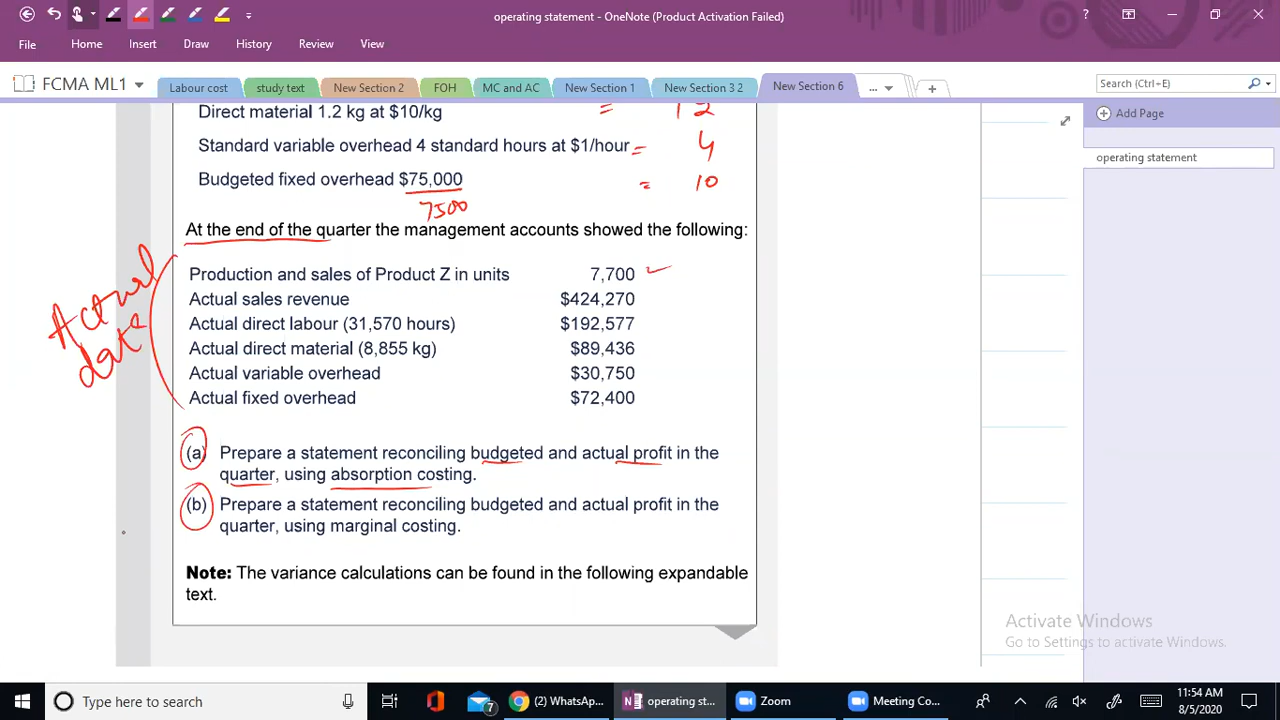 operating statement - OneNote (Product Activation Failed)
?
File Home Insert Draw History Review View
FCMA ML1 Labour cost study text New Section 2 FOH MC and AC New Section 1 New Section 3 2 New Section 6 ... Search (Ctrl+E)
Add Page
operating statement
Direct material 1.2 kg at $10/kg = 12
Standard variable overhead 4 standard hours at $1/hour = 4
Budgeted fixed overhead $75,000 = 10
7500
At the end of the quarter the management accounts showed the following:
Actual data
Production and sales of Product Z in units 7,700
Actual sales revenue $424,270
Actual direct labour (31,570 hours) $192,577
Actual direct material (8,855 kg) $89,436
Actual variable overhead $30,750
Actual fixed overhead $72,400
(a) Prepare a statement reconciling budgeted and actual profit in the
quarter, using absorption costing.
(b) Prepare a statement reconciling budgeted and actual profit in the
quarter, using marginal costing.
Note: The variance calculations can be found in the following expandable
text.
Activate Windows
Go to Settings to activate Windows.
Type here to search 7 (2) WhatsApp... operating st... Zoom Meeting Co...
11:54 AM
8/5/2020